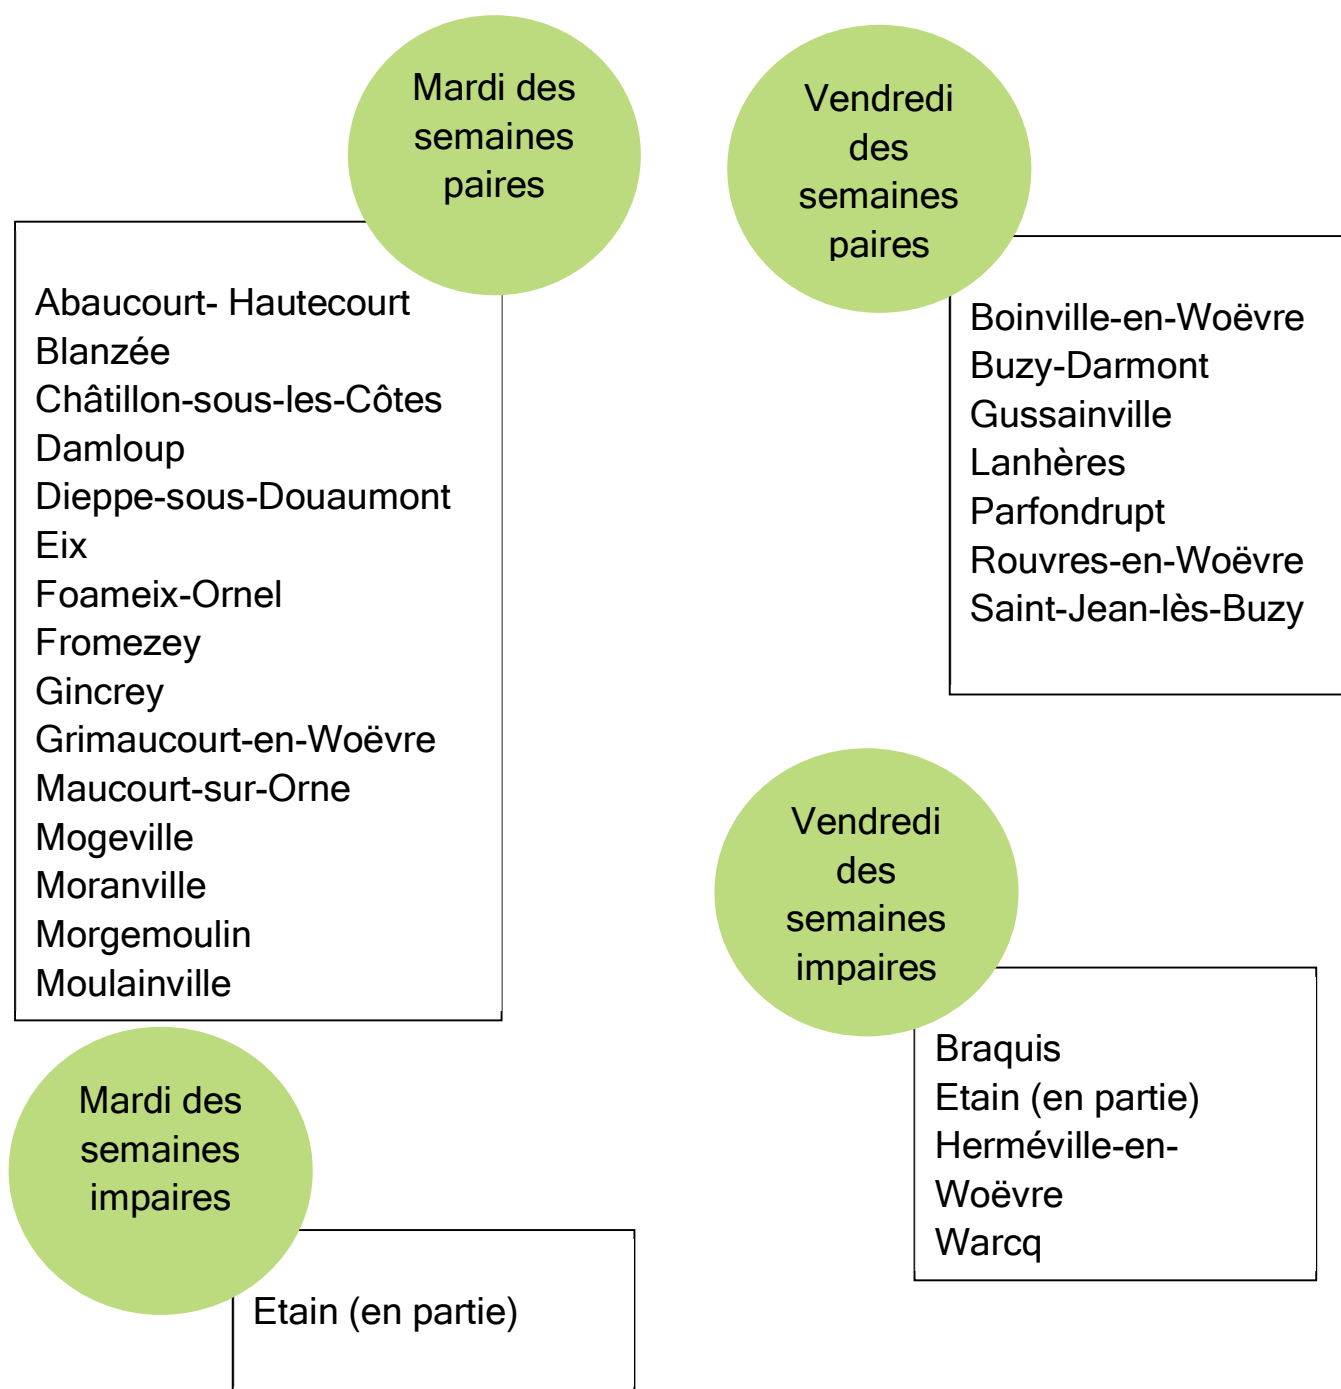 Mardi des
semaines
paires
Abaucourt- Hautecourt
Blanzée
Châtillon-sous-les-Côtes
Damloup
Dieppe-sous-Douaumont
Eix
Foameix-Ornel
Fromezey
Gincrey
Grimaucourt-en-Woëvre
Maucourt-sur-Orne
Mogeville
Moranville
Morgemoulin
Moulainville
Vendredi
des
semaines
paires
Boinville-en-Woëvre
Buzy-Darmont
Gussainville
Lanhères
Parfondrupt
Rouvres-en-Woëvre
Saint-Jean-lès-Buzy
Mardi des
semaines
impaires
Etain (en partie)
Vendredi
des
semaines
impaires
Braquis
Etain (en partie)
Herméville-en-
Woëvre
Warcq